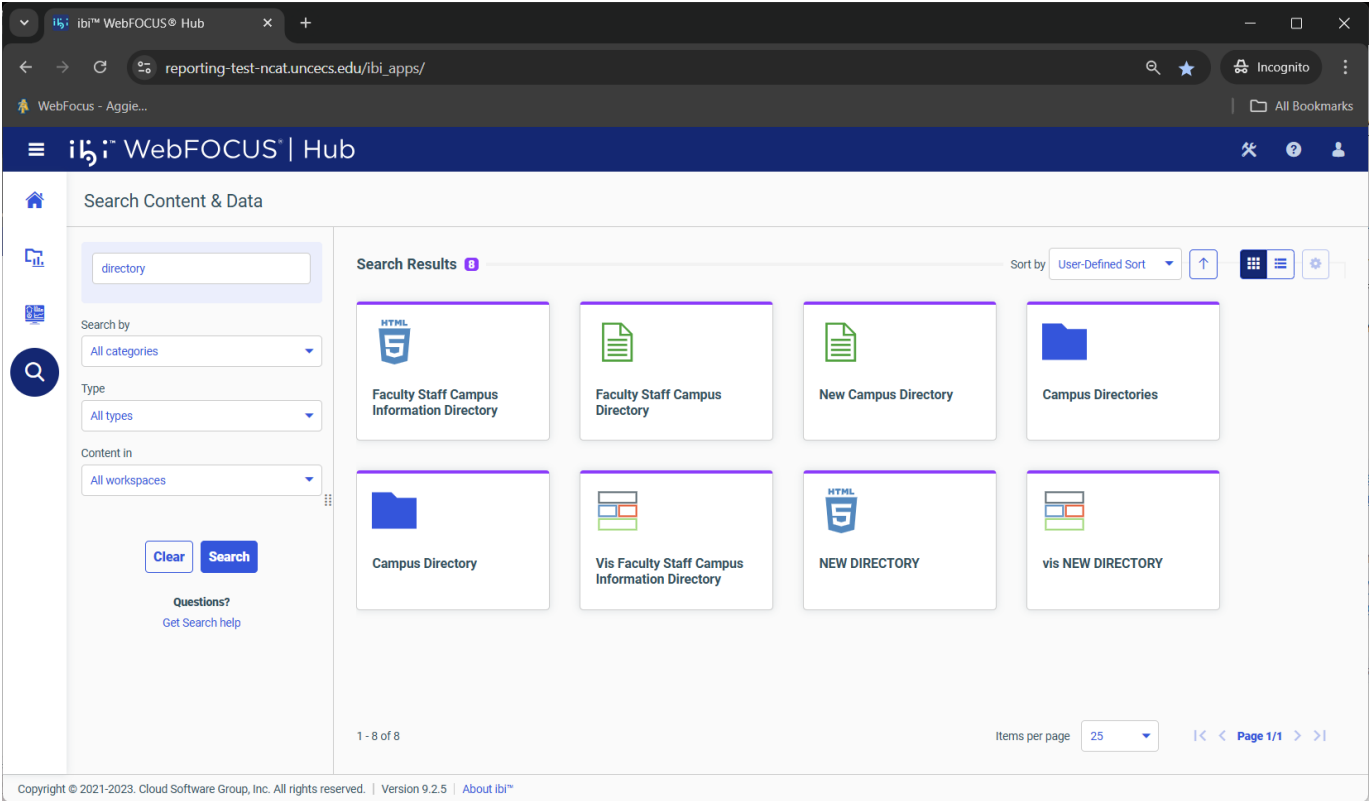 ibi™ WebFOCUS® Hub
reporting-test-ncat.uncecs.edu/ibi_apps/
Incognito
WebFocus - Aggie...
All Bookmarks
ibi™ WebFOCUS® | Hub
Search Content & Data
directory
Search by
All categories
Type
All types
Content in
All workspaces
Clear
Search
Questions?
Get Search help
Search Results 8
Sort by User-Defined Sort
HTML
5
Faculty Staff Campus
Information Directory
Faculty Staff Campus
Directory
New Campus Directory
Campus Directories
Campus Directory
Vis Faculty Staff Campus
Information Directory
HTML
5
NEW DIRECTORY
vis NEW DIRECTORY
1 - 8 of 8
Items per page 25
Page 1/1
Copyright © 2021-2023. Cloud Software Group, Inc. All rights reserved. | Version 9.2.5 | About ibi™